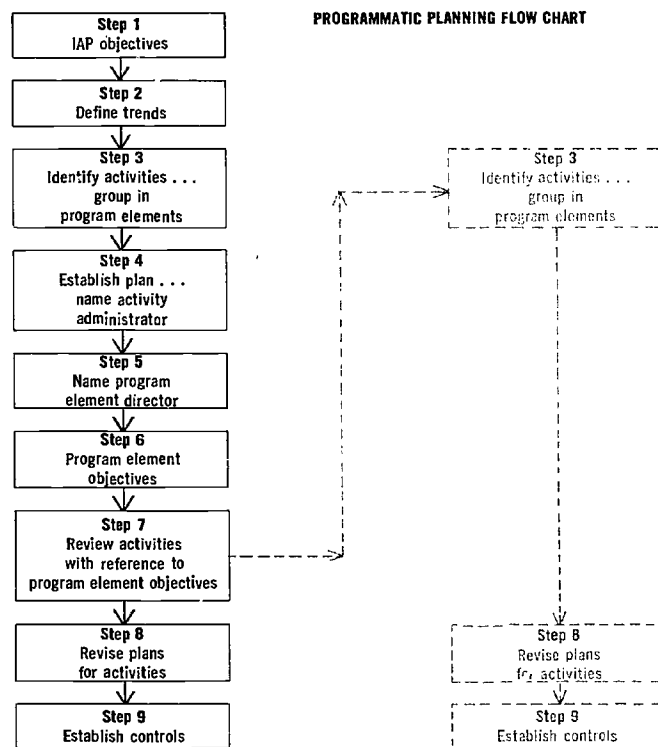 PROGRAMMATIC PLANNING FLOW CHART
Step 1
IAP objectives
Step 2
Define trends
Step 3
Identify activities . . .
group in
program elements
Step 4
Establish plan . . .
name activity
administrator
Step 5
Name program
element director
Step 6
Program element
objectives
Step 7
Review activities
with reference to
program element objectives
Step 8
Revise plans
for activities
Step 9
Establish controls
Step 3
Identify activities . . .
group in
program elements
Step 8
Revise plans
for activities
Step 9
Establish controls